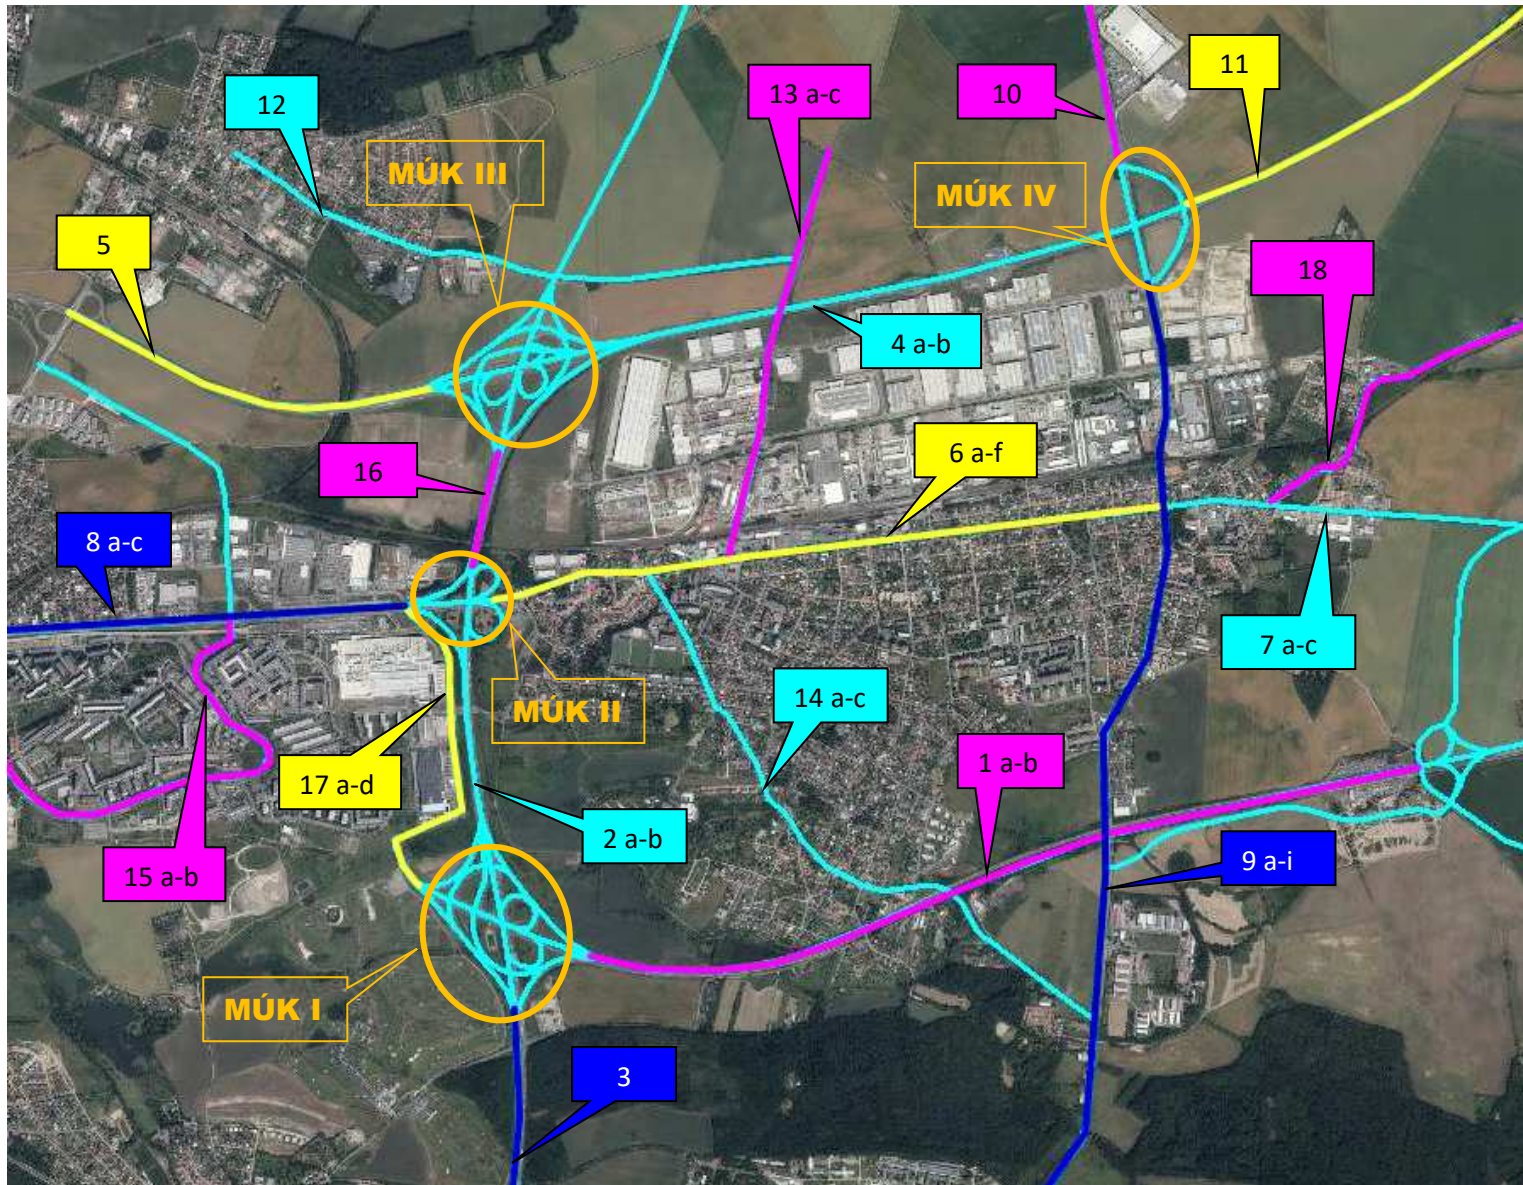 11
12
13 a-c
10
MÚK III
MÚK IV
5
18
4 a-b
16
6 a-f
8 a-c
7 a-c
14 a-c
MÚK II
1 a-b
17 a-d
2 a-b
15 a-b
9 a-i
MÚK I
3